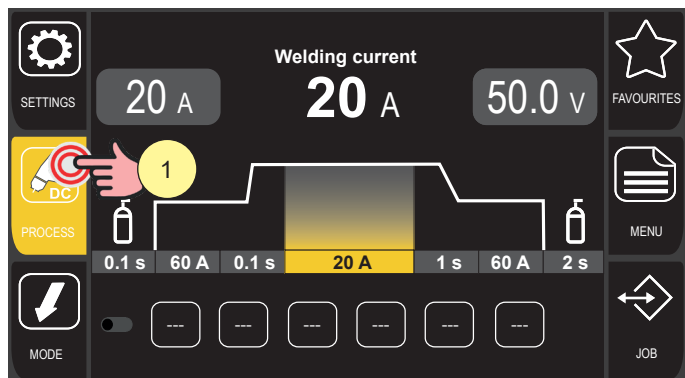 SETTINGS
PROCESS
DC
MODE
Welding current
20 A
20 A
50.0 V
1
0.1 s 60 A 0.1 s 20 A 1 s 60 A 2 s
--- --- --- --- --- ---
FAVOURITES
MENU
JOB